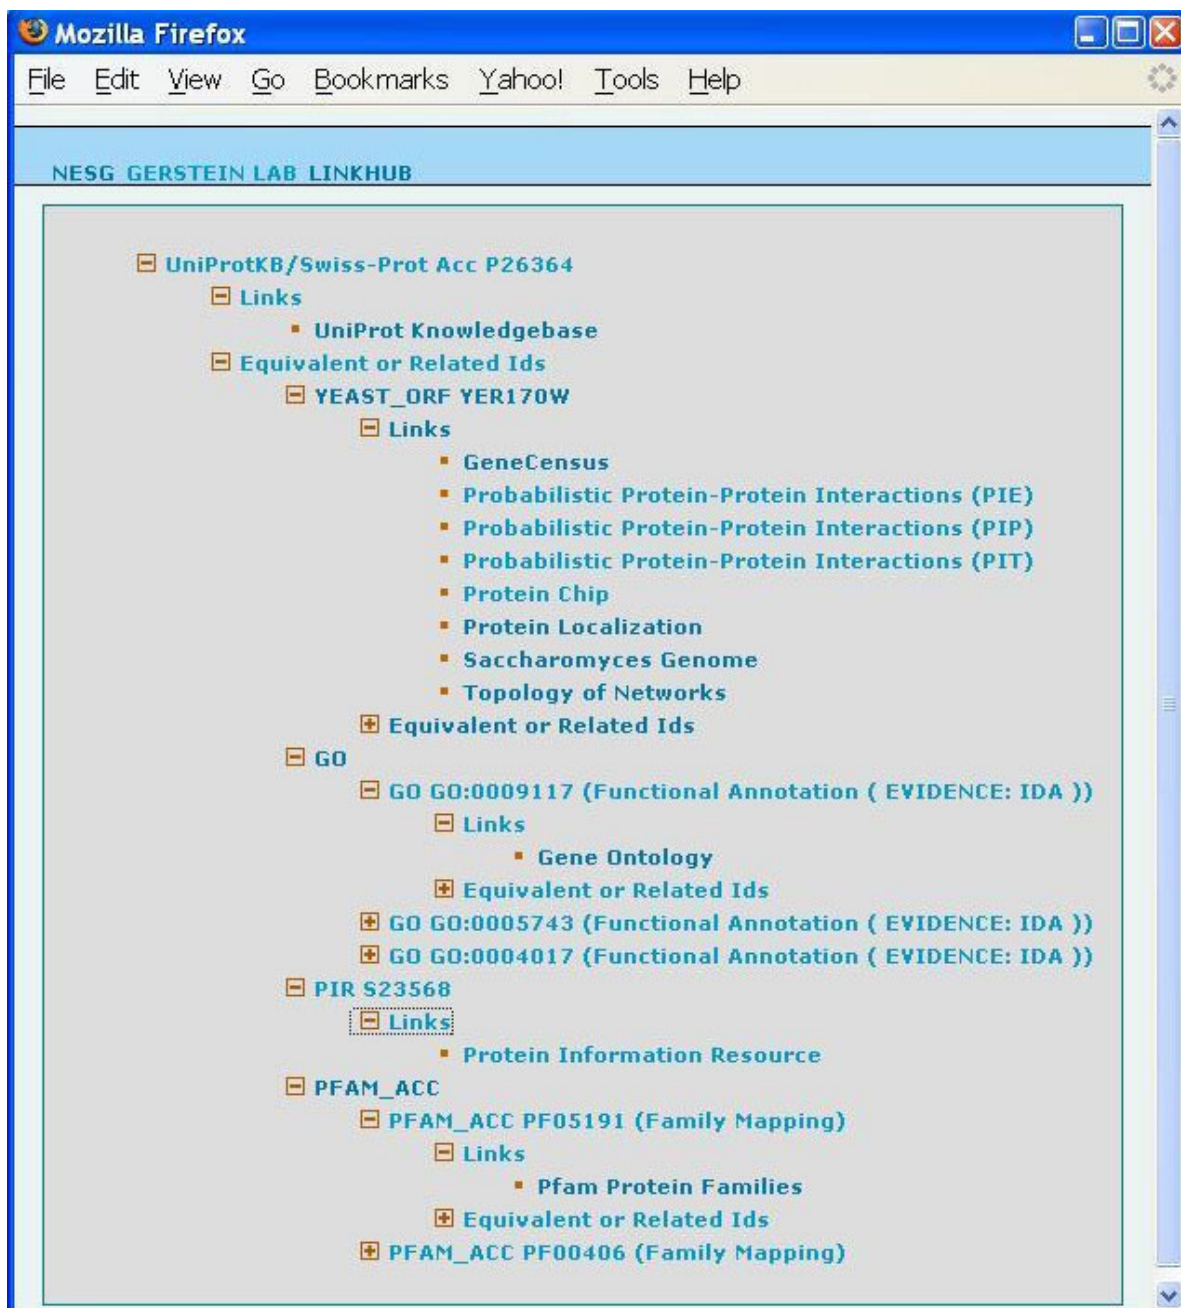 Mozilla Firefox
File Edit View Go Bookmarks Yahoo! Tools Help
NESG GERSTEIN LAB LINKHUB
UniProtKB/Swiss-Prot Acc P26364
Links
UniProt Knowledgebase
Equivalent or Related Ids
YEAST_ORF YER170W
Links
GeneCensus
Probabilistic Protein-Protein Interactions (PIE)
Probabilistic Protein-Protein Interactions (PIP)
Probabilistic Protein-Protein Interactions (PIT)
Protein Chip
Protein Localization
Saccharomyces Genome
Topology of Networks
Equivalent or Related Ids
GO
GO GO:0009117 (Functional Annotation ( EVIDENCE: IDA ))
Links
Gene Ontology
Equivalent or Related Ids
GO GO:0005743 (Functional Annotation ( EVIDENCE: IDA ))
GO GO:0004017 (Functional Annotation ( EVIDENCE: IDA ))
PIR S23568
Links
Protein Information Resource
PFAM_ACC
PFAM_ACC PF05191 (Family Mapping)
Links
Pfam Protein Families
Equivalent or Related Ids
PFAM_ACC PF00406 (Family Mapping)